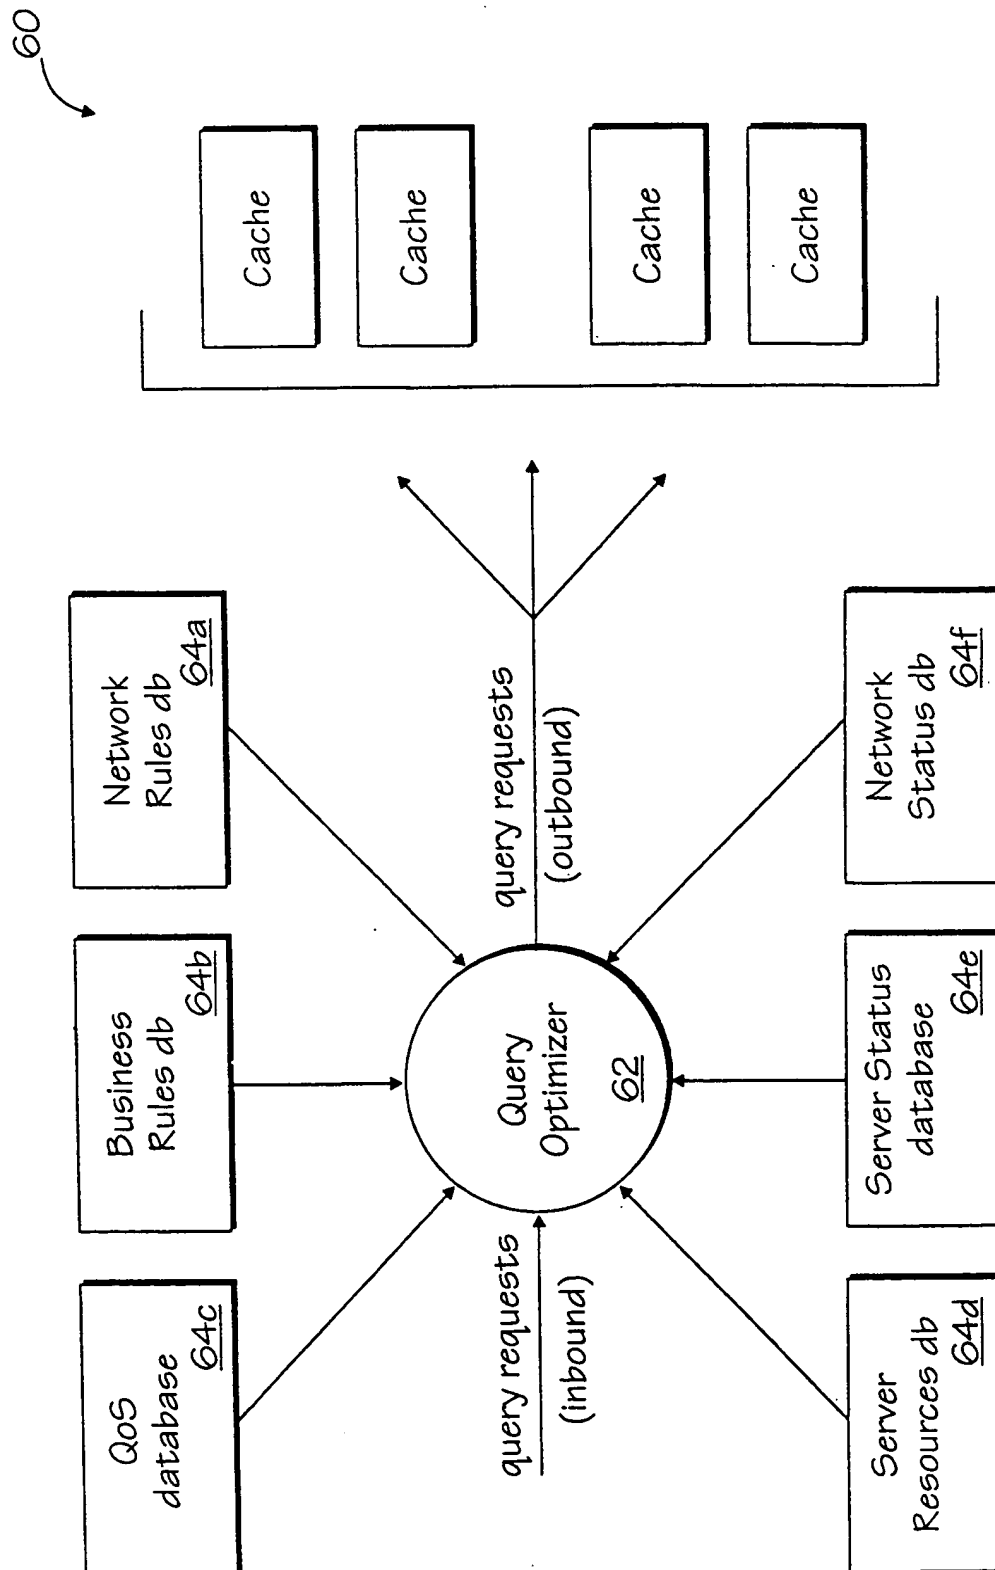 60
QoS
database
64c
Business
Rules db
64b
Network
Rules db
64a
query requests
(inbound)
Query
Optimizer
62
query requests
(outbound)
Server
Resources db
64d
Server Status
database
64e
Network
Status db
64f
Cache
Cache
Cache
Cache